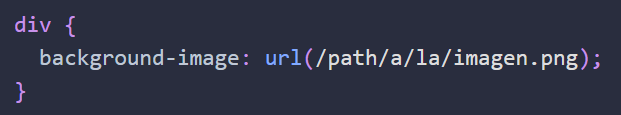 div {
  background-image: url(/path/a/la/imagen.png);
}